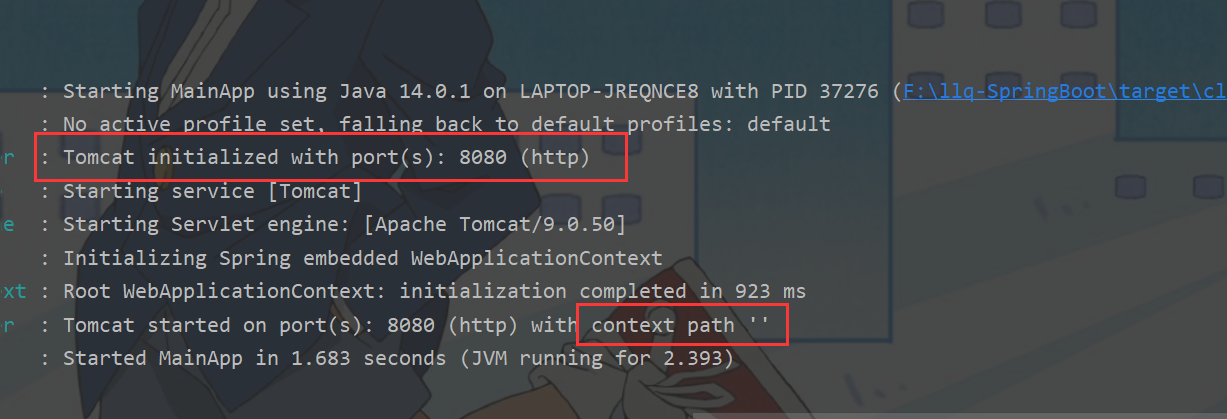 : Starting MainApp using Java 14.0.1 on LAPTOP-JREQNCE8 with PID 37276 (F:\llq-SpringBoot\target\cl
: No active profile set, falling back to default profiles: default
r : Tomcat initialized with port(s): 8080 (http)
: Starting service [Tomcat]
e : Starting Servlet engine: [Apache Tomcat/9.0.50]
: Initializing Spring embedded WebApplicationContext
xt : Root WebApplicationContext: initialization completed in 923 ms
r : Tomcat started on port(s): 8080 (http) with context path ''
: Started MainApp in 1.683 seconds (JVM running for 2.393)